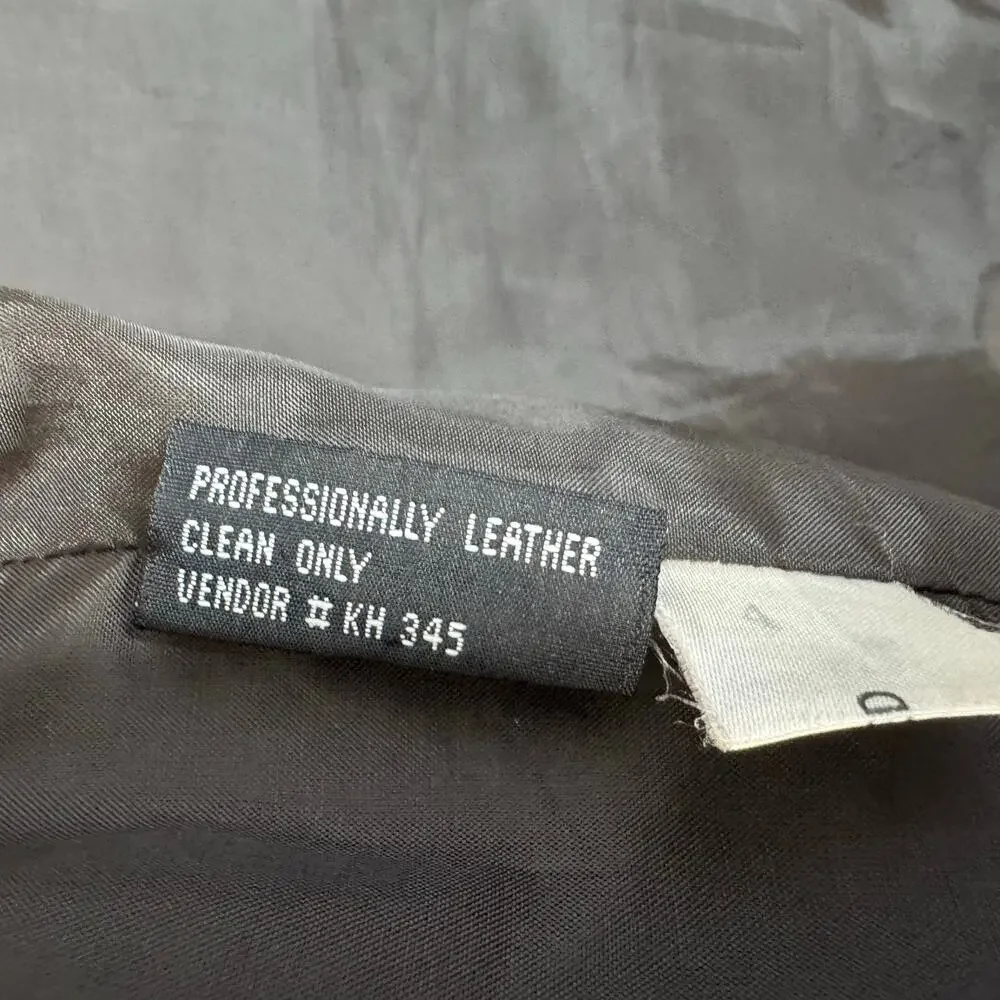 PROFESSIONALLY LEATHER
CLEAN ONLY
VENDOR # KH 345
D